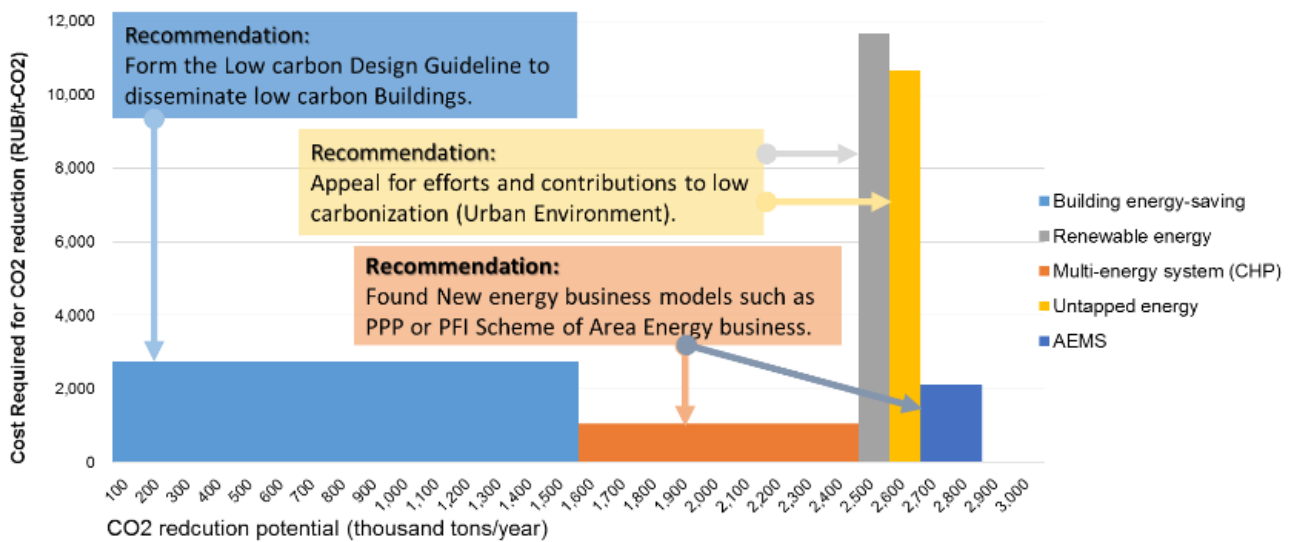 12,000
10,000
8,000
6,000
4,000
2,000
0
Cost Required for CO2 reduction (RUB/t-CO2)
Recommendation:
Form the Low carbon Design Guideline to
disseminate low carbon Buildings.
Recommendation:
Appeal for efforts and contributions to low
carbonization (Urban Environment).
Recommendation:
Found New energy business models such as
PPP or PFI Scheme of Area Energy business.
Building energy-saving
Renewable energy
Multi-energy system (CHP)
Untapped energy
AEMS
100
200
300
400
500
600
700
800
900
1,000
1,100
1,200
1,300
1,400
1,500
1,600
1,700
1,800
1,900
2,000
2,100
2,200
2,300
2,400
2,500
2,600
2,700
2,800
2,900
3,000
CO2 redcution potential (thousand tons/year)